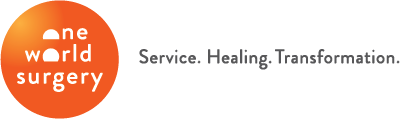 one
world
surgery
Service. Healing. Transformation.